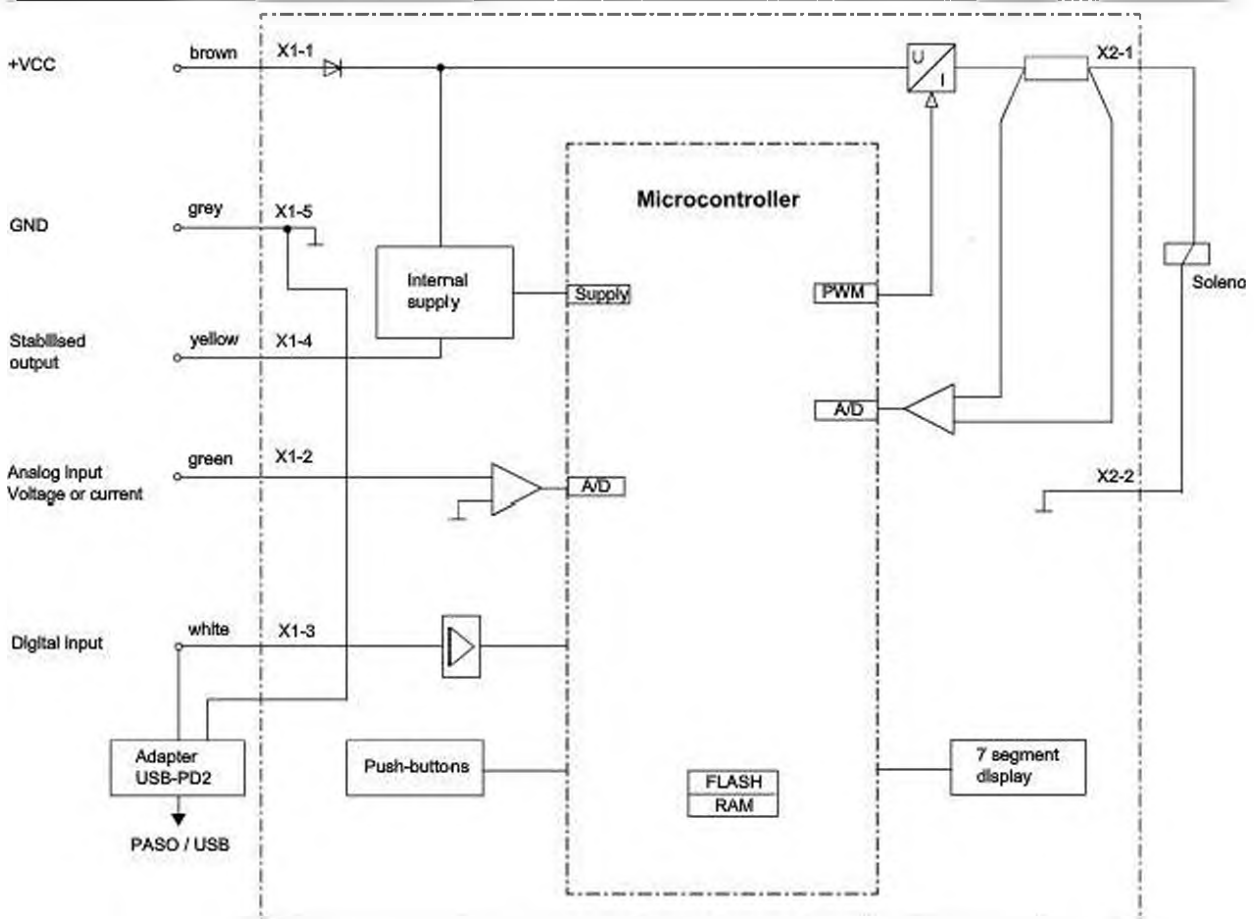 +VCC
brown
X1-1
U
I
X2-1
Microcontroller
GND
grey
X1-5
Internal
supply
Supply
PWM
Soleno
Stabilised
output
yellow
X1-4
A/D
Analog input
Voltage or current
green
X1-2
A/D
X2-2
Digital input
white
X1-3
Adapter
USB-PD2
Push-buttons
FLASH
RAM
7 segment
display
PASO / USB